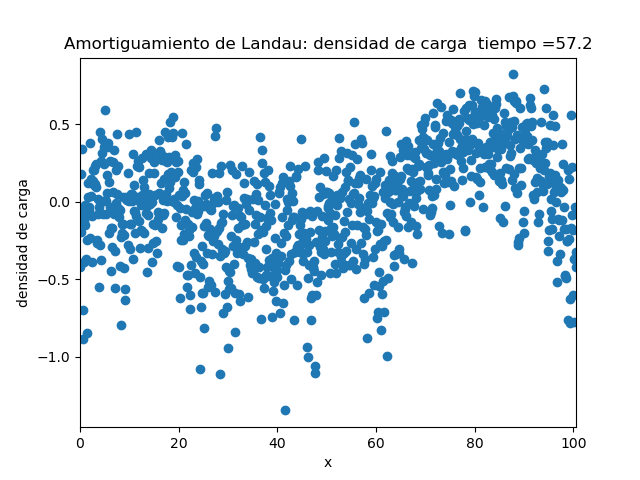 Amortiguamiento de Landau: densidad de carga  tiempo =57.2
0.5
0.0
−0.5
−1.0
densidad de carga
0 20 40 60 80 100
x